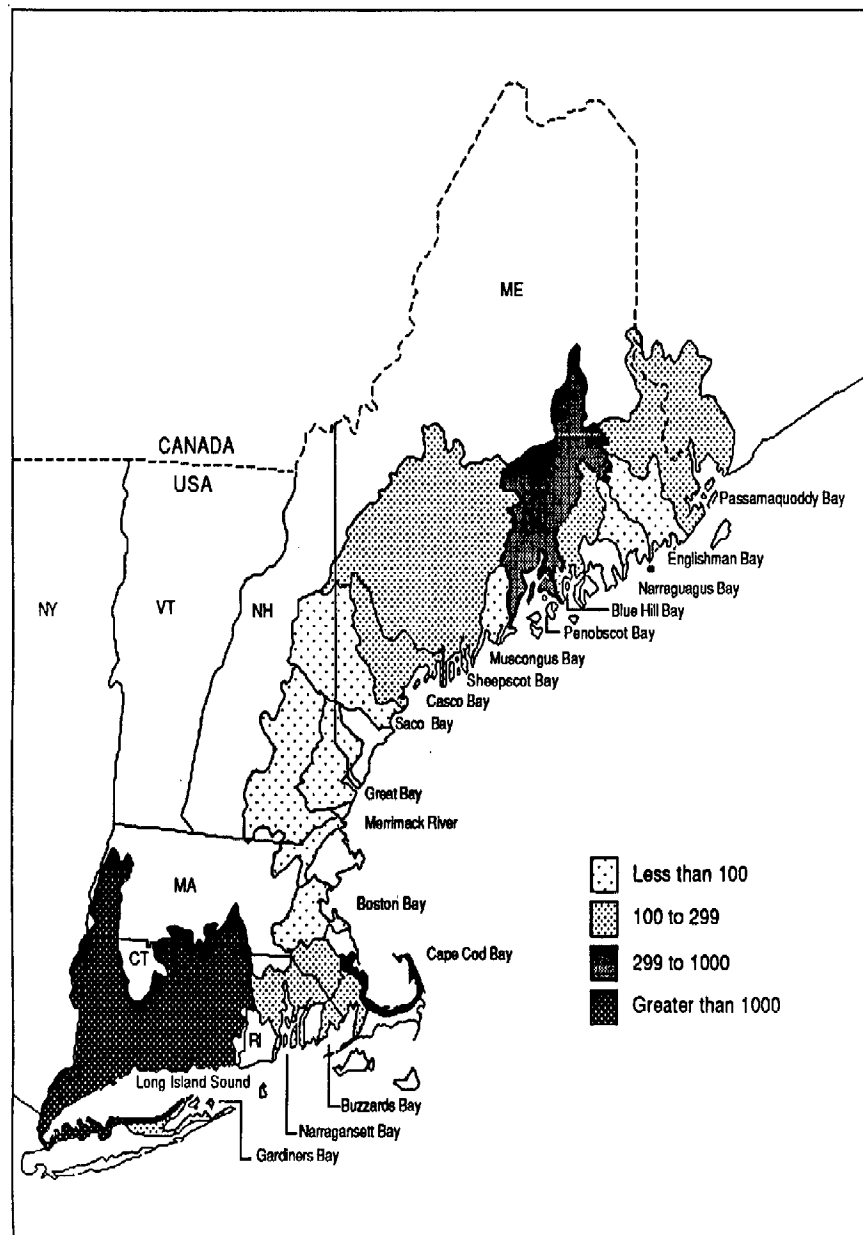 ME
CANADA
USA
NY
VT
NH
Passamaquoddy Bay
Englishman Bay
Narraguagus Bay
Blue Hill Bay
Penobscot Bay
Muscongus Bay
Sheepscot Bay
Casco Bay
Saco Bay
Great Bay
Merrimack River
MA
Boston Bay
CT
Cape Cod Bay
RI
Long Island Sound
Buzzards Bay
Narragansett Bay
Gardiners Bay
Less than 100
100 to 299
299 to 1000
Greater than 1000